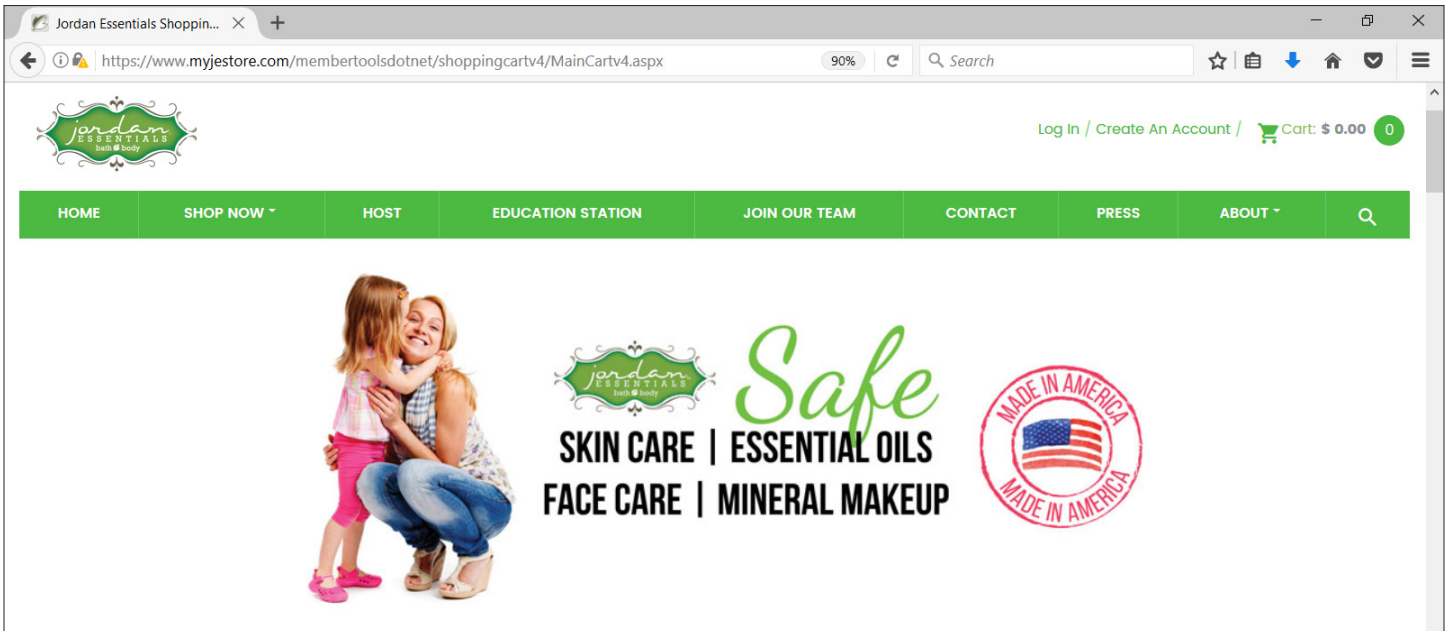 Jordan Essentials Shoppin...
https://www.myjestore.com/membertoolsdotnet/shoppingcartv4/MainCartv4.aspx
90%
Search
jordan
ESSENTIALS
bath & body
Log In / Create An Account / Cart: $ 0.00 0
HOME SHOP NOW HOST EDUCATION STATION JOIN OUR TEAM CONTACT PRESS ABOUT
jordan
ESSENTIALS
bath & body
Safe
SKIN CARE | ESSENTIAL OILS
FACE CARE | MINERAL MAKEUP
MADE IN AMERICA
MADE IN AMERICA